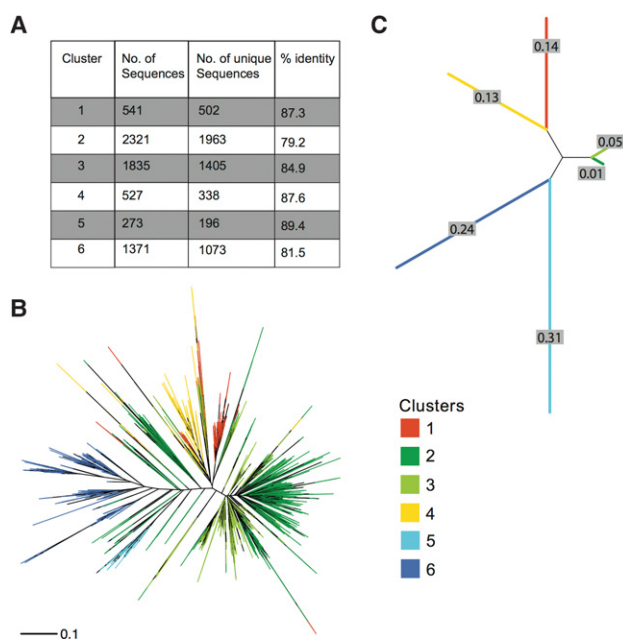 A
Cluster No. of Sequences No. of unique Sequences % identity
1 541 502 87.3
2 2321 1963 79.2
3 1835 1405 84.9
4 527 338 87.6
5 273 196 89.4
6 1371 1073 81.5
B
0.1
C
0.14
0.13
0.05
0.01
0.24
0.31
Clusters
1
2
3
4
5
6